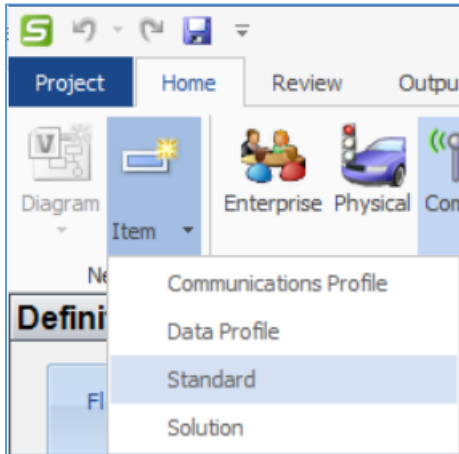 Project Home Review Outpu
Diagram Item Enterprise Physical Com
Ne
Communications Profile
Defini
Data Profile
Standard
Fl
Solution